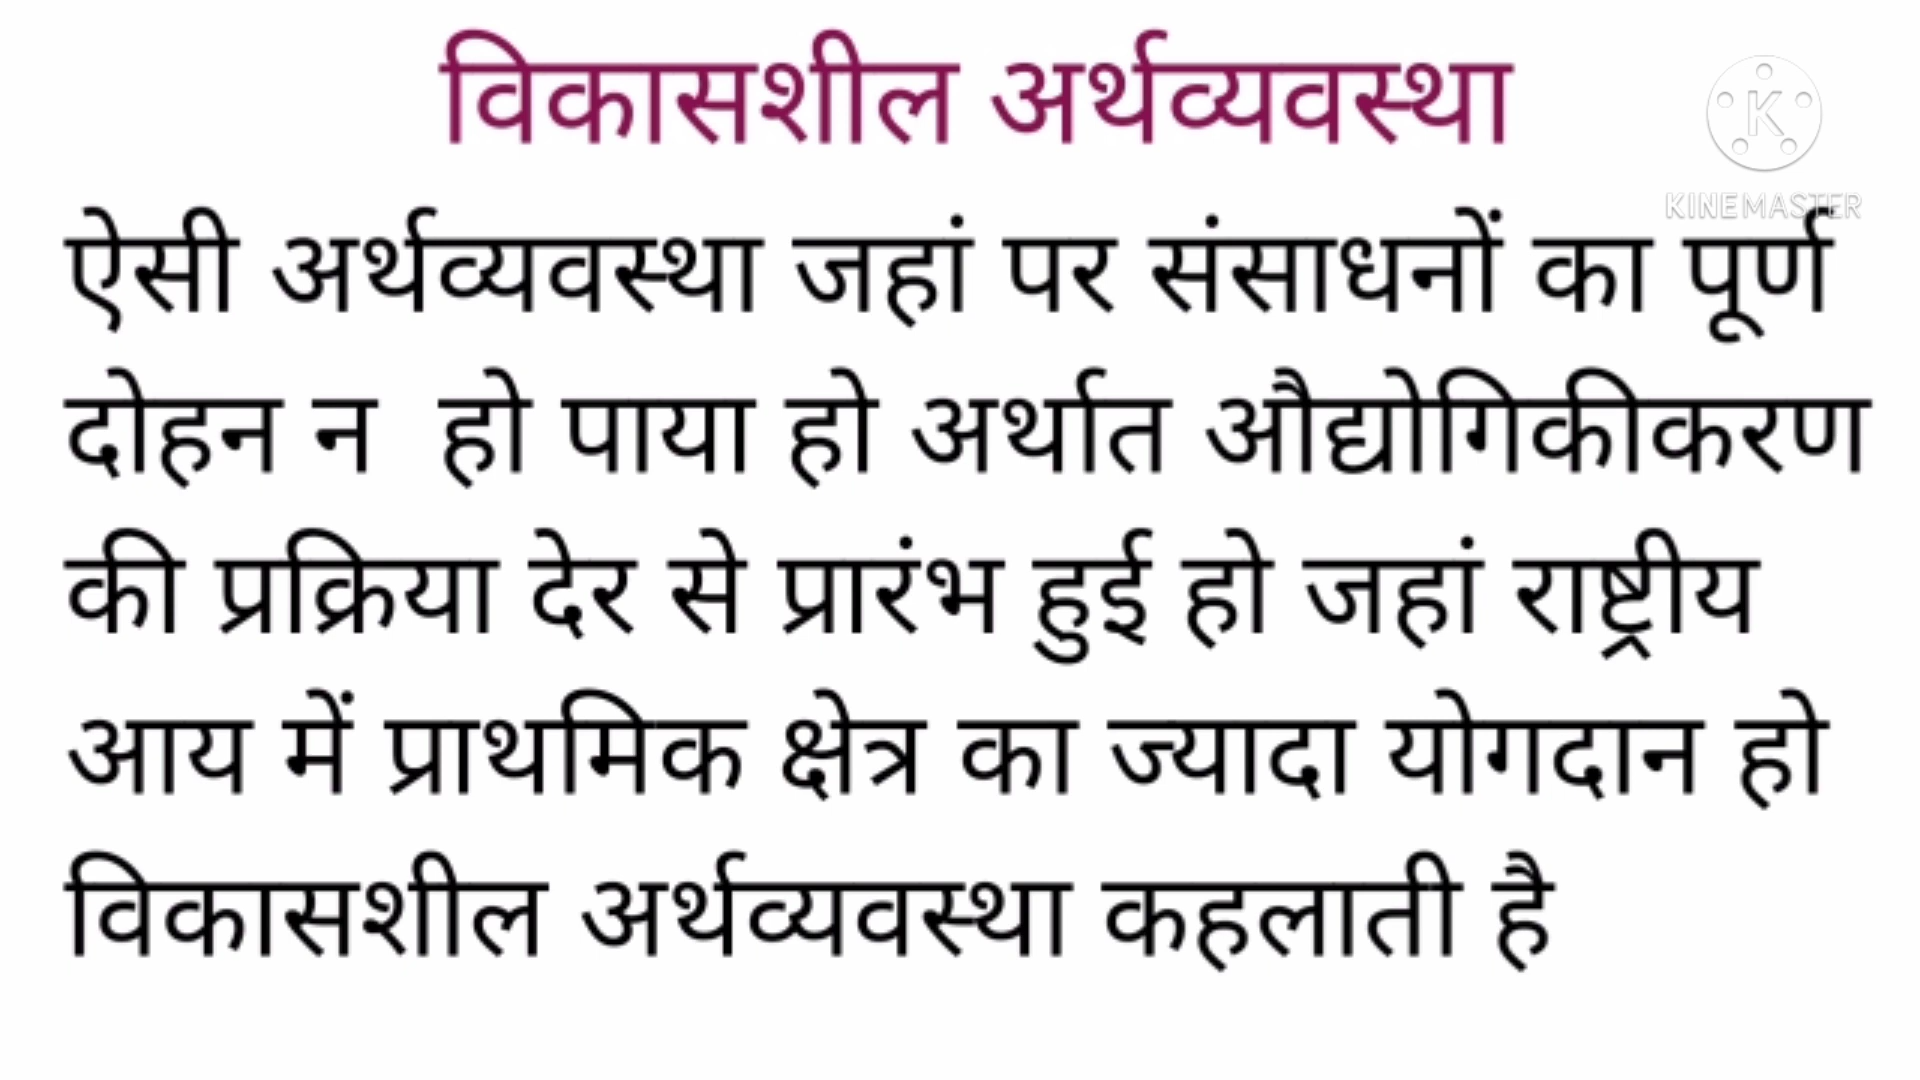 विकासशील अर्थव्यवस्था
KINEMASTER
ऐसी अर्थव्यवस्था जहां पर संसाधनों का पूर्ण
दोहन न हो पाया हो अर्थात औद्योगिकीकरण
की प्रक्रिया देर से प्रारंभ हुई हो जहां राष्ट्रीय
आय में प्राथमिक क्षेत्र का ज्यादा योगदान हो
विकासशील अर्थव्यवस्था कहलाती है